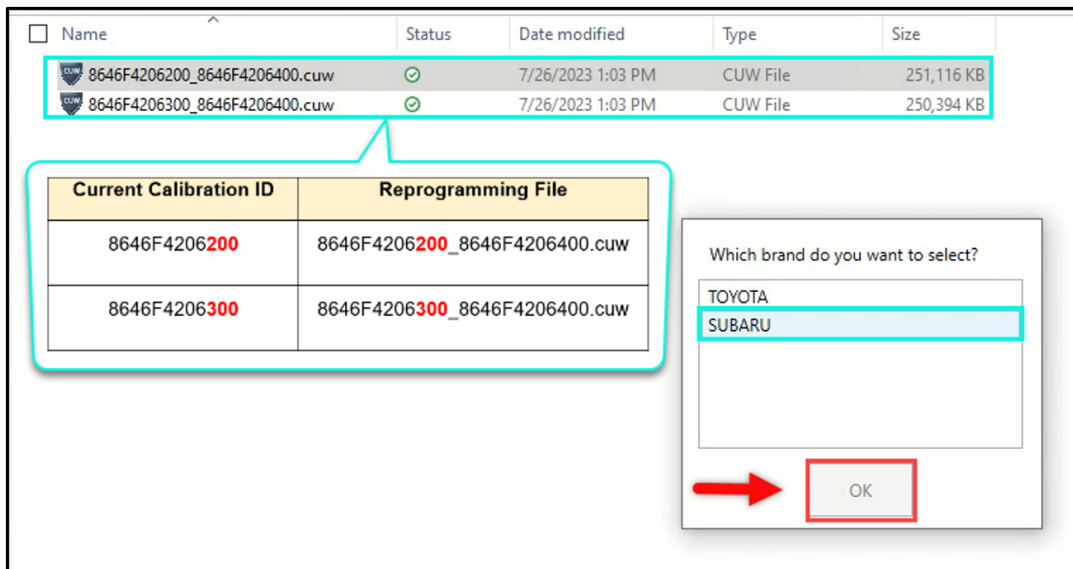 Name Status Date modified Type Size
CUW 8646F4206200_8646F4206400.cuw 7/26/2023 1:03 PM CUW File 251,116 KB
CUW 8646F4206300_8646F4206400.cuw 7/26/2023 1:03 PM CUW File 250,394 KB
Current Calibration ID Reprogramming File
8646F4206200 8646F4206200_8646F4206400.cuw
8646F4206300 8646F4206300_8646F4206400.cuw
Which brand do you want to select?
TOYOTA
SUBARU
OK